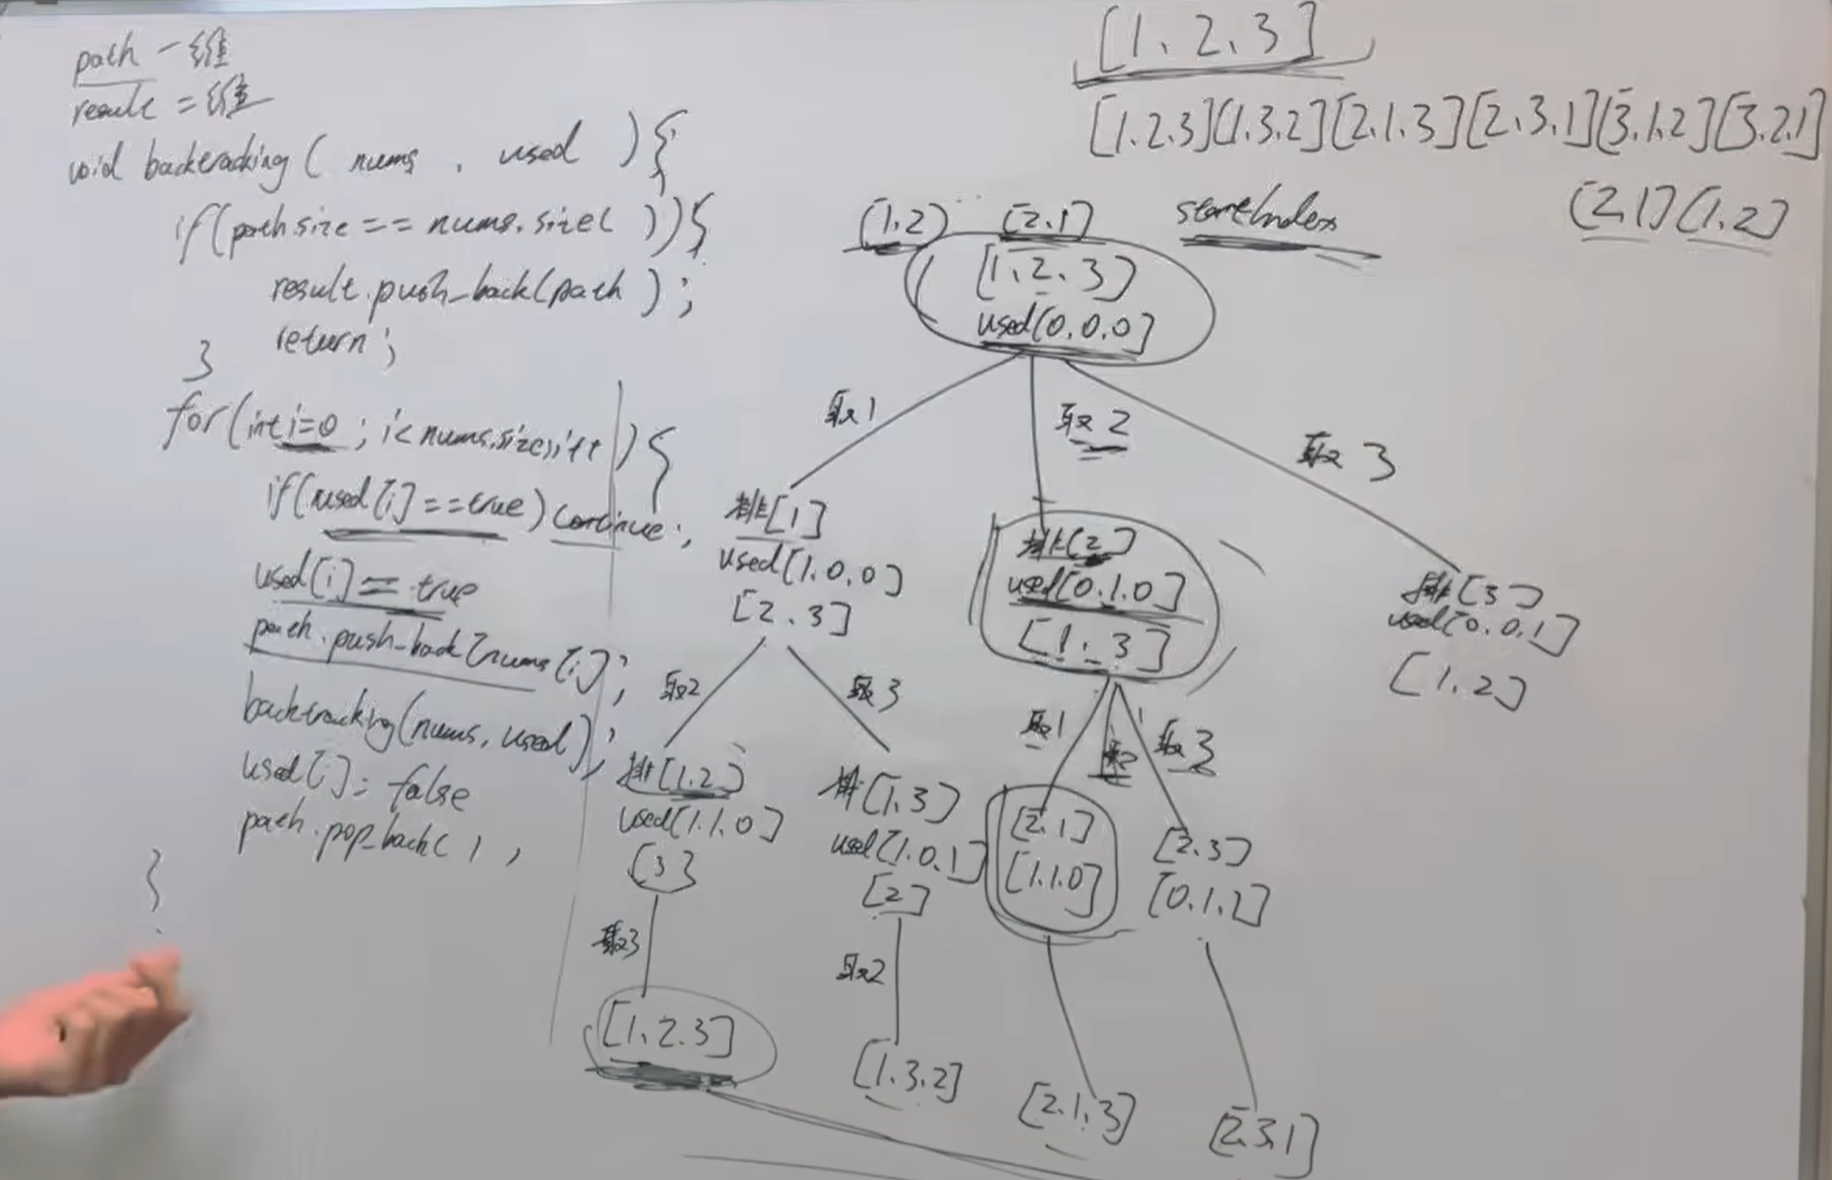 path 一维
result 二维
void backtracking ( nums , used ) {
if(path.size == nums.size( )){
result.push_back(path ) ;
return ;
}
for(int i=0 ; i<nums.size();i++ ) {
if(used[i]==true) continue ;
used[i] = true
path.push_back[nums[i]) ;
backtracking(nums, used) ;
used[i] = false
path.pop_back( ) ,
}
[1、2、3]
[1.2.3][1.3.2][2.1.3][2.3.1][3.1.2][3.2.1]
(1.2) [2.1] startIndex [2.1][1.2]
[1、2、3]
used[0.0.0]
取1 取2 取3
排[1]
used[1.0.0]
[2.3]
排[2]
used[0.1.0]
[1、3]
排[3]
used[0.0.1]
[1.2]
取2 取3
取1 取2 取3
排[1.2]
used[1.1.0]
[3]
排[1.3]
used[1.0.1]
[2]
[2.1]
[1.1.0]
[2.3]
[0.1.1]
取3 取2
[1.2.3] [1.3.2] [2.1.3] [2.3.1]